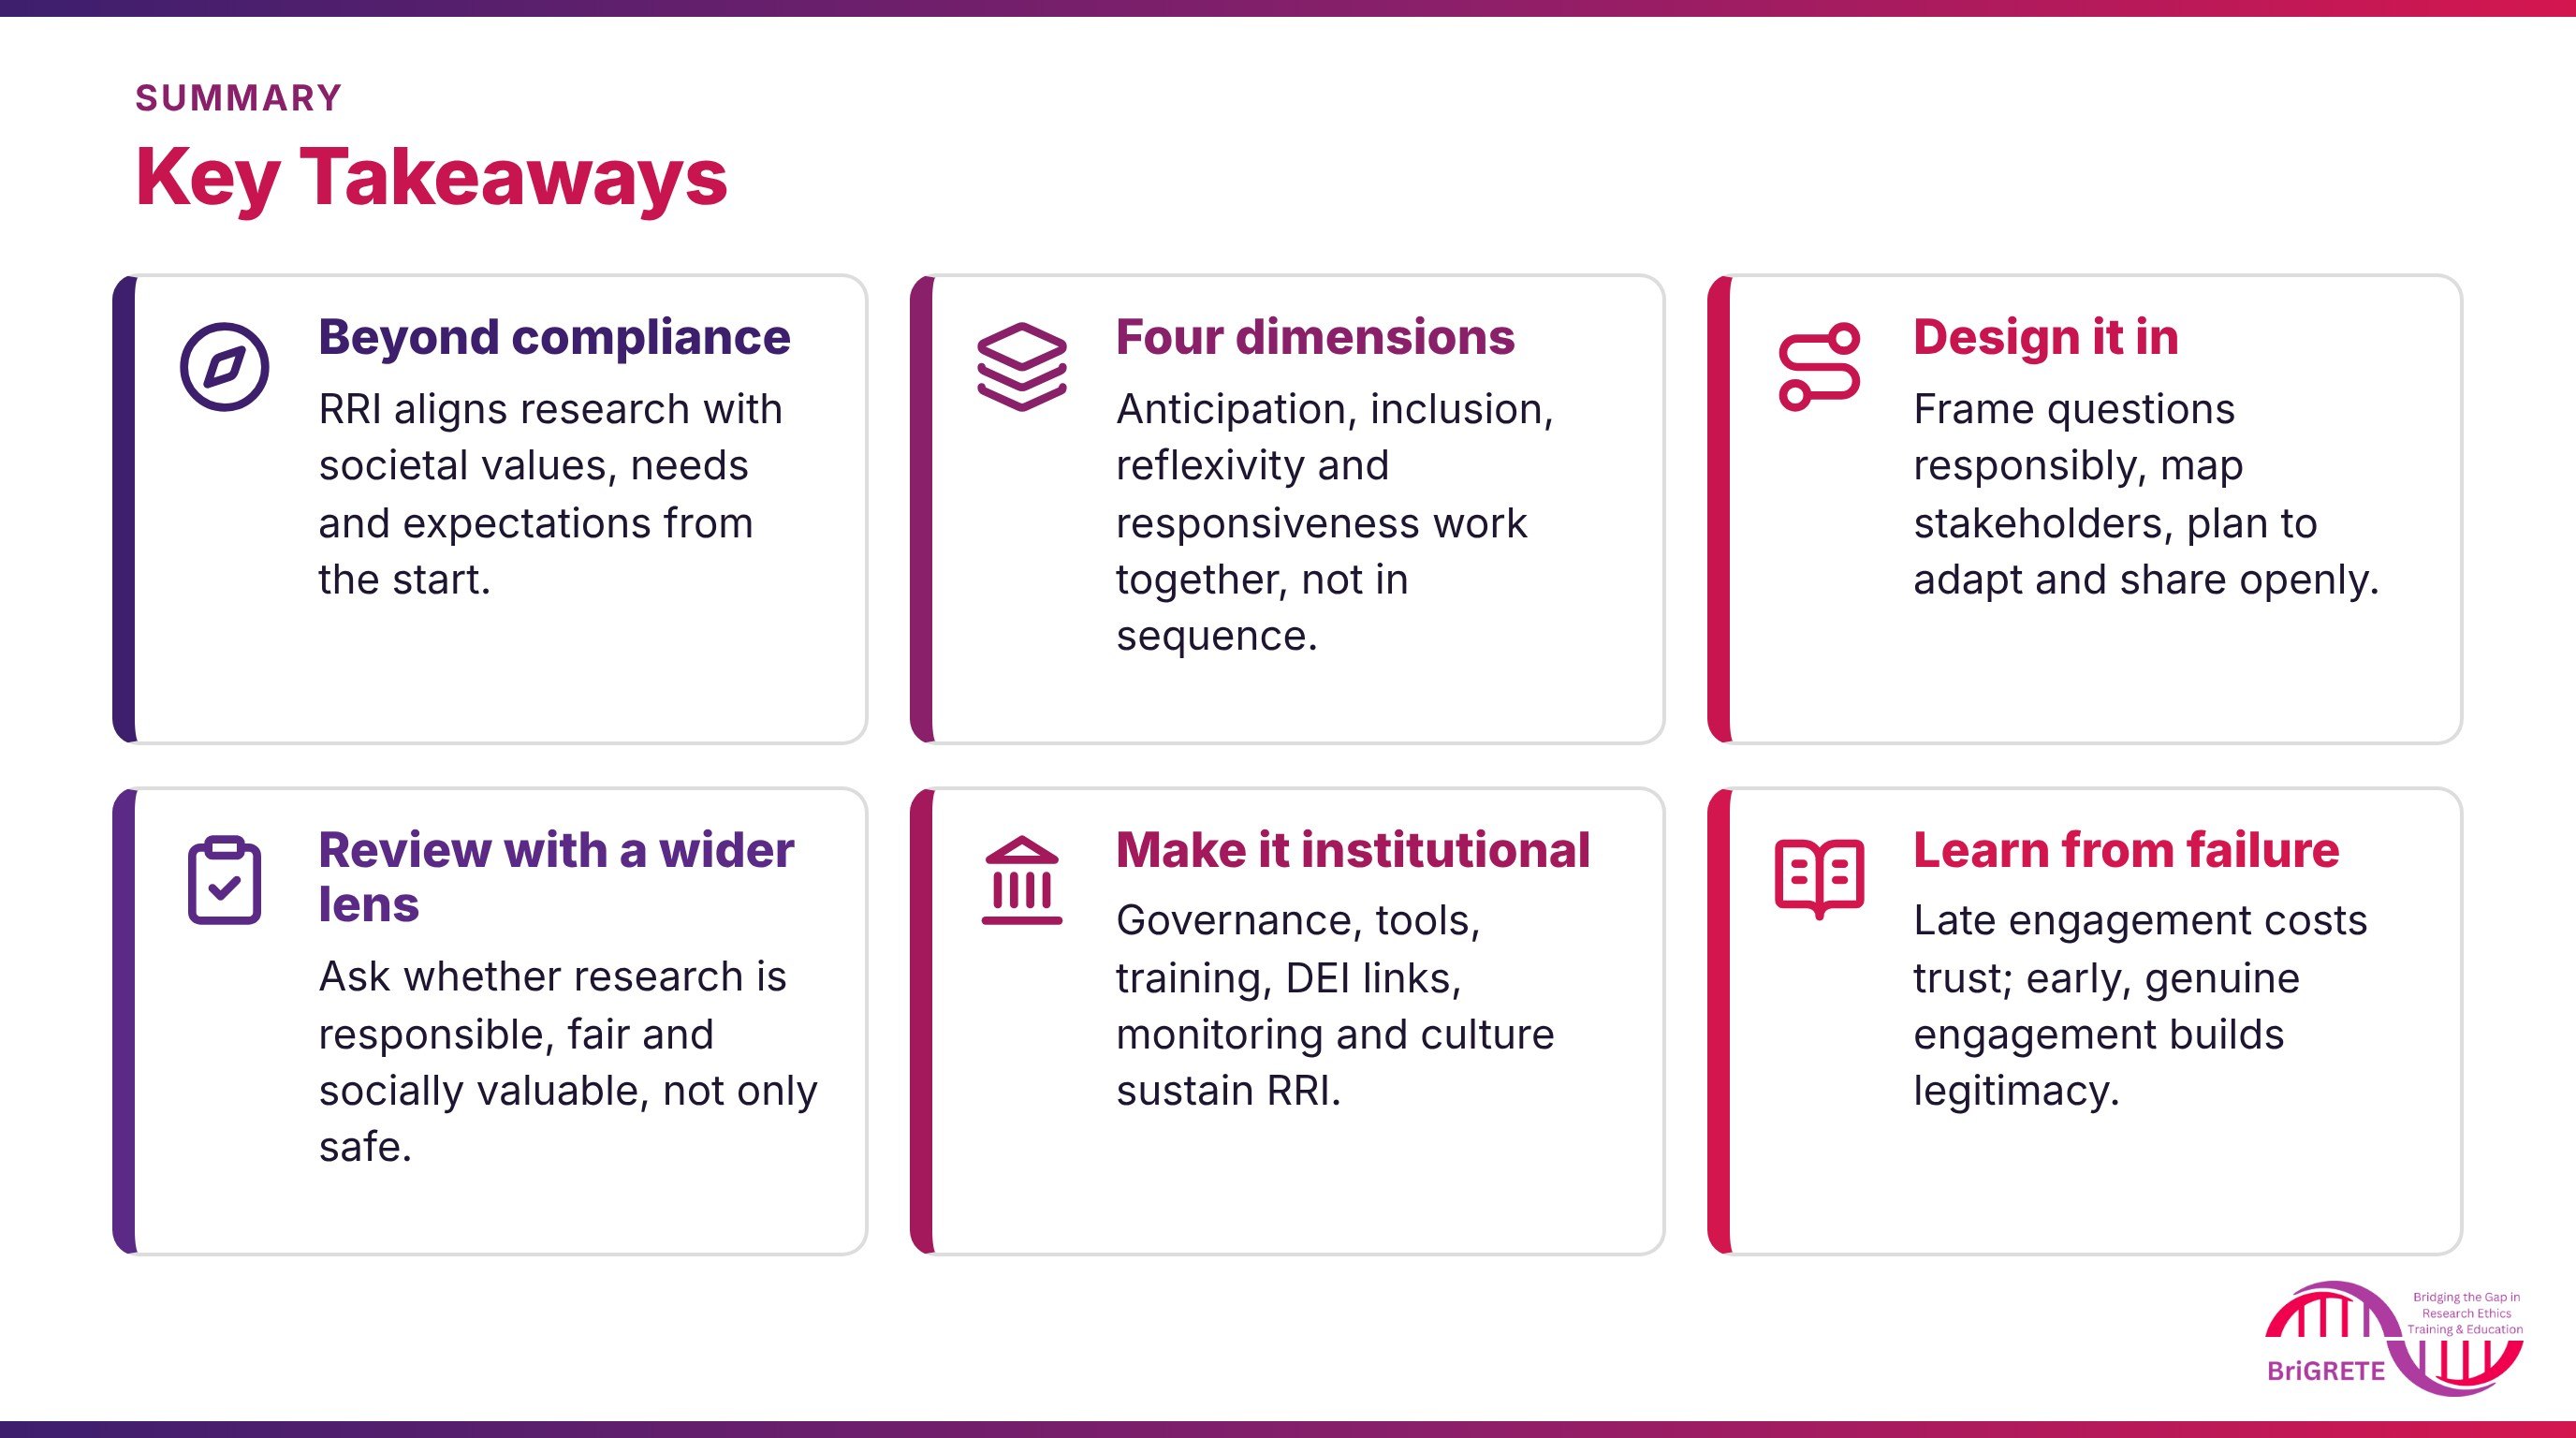 SUMMARY
Key Takeaways
Beyond compliance
RRI aligns research with
societal values, needs
and expectations from
the start.
Four dimensions
Anticipation, inclusion,
reflexivity and
responsiveness work
together, not in
sequence.
Design it in
Frame questions
responsibly, map
stakeholders, plan to
adapt and share openly.
Review with a wider
lens
Ask whether research is
responsible, fair and
socially valuable, not only
safe.
Make it institutional
Governance, tools,
training, DEI links,
monitoring and culture
sustain RRI.
Learn from failure
Late engagement costs
trust; early, genuine
engagement builds
legitimacy.
Bridging the Gap in
Research Ethics
Training & Education
BriGRETE